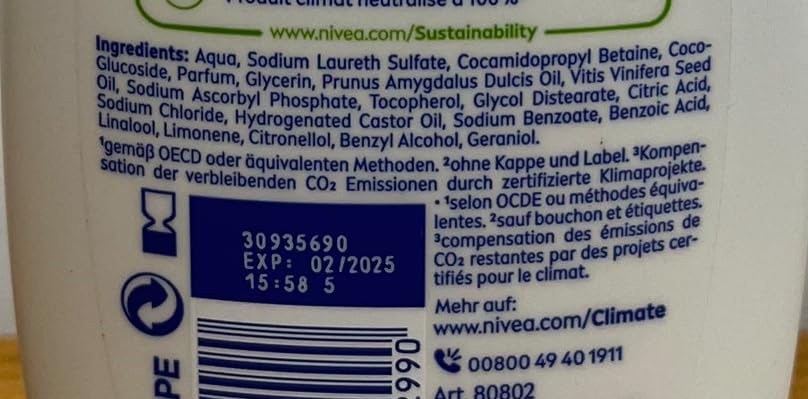 Produit climat neutralisé à 100 %
www.nivea.com/Sustainability
Ingredients: Aqua, Sodium Laureth Sulfate, Cocamidopropyl Betaine, Coco-
Glucoside, Parfum, Glycerin, Prunus Amygdalus Dulcis Oil, Vitis Vinifera Seed
Oil, Sodium Ascorbyl Phosphate, Tocopherol, Glycol Distearate, Citric Acid,
Sodium Chloride, Hydrogenated Castor Oil, Sodium Benzoate, Benzoic Acid,
Linalool, Limonene, Citronellol, Benzyl Alcohol, Geraniol.
¹gemäß OECD oder äquivalenten Methoden. ²ohne Kappe und Label. ³Kompen-
sation der verbleibenden CO₂ Emissionen durch zertifizierte Klimaprojekte.
• ¹selon OCDE ou méthodes équiva-
lentes. ²sauf bouchon et étiquettes.
³compensation des émissions de
CO₂ restantes par des projets cer-
tifiés pour le climat.
30935690
EXP: 02/2025
15:58 5
Mehr auf:
www.nivea.com/Climate
00800 49 40 1911
Art. 80802
PE